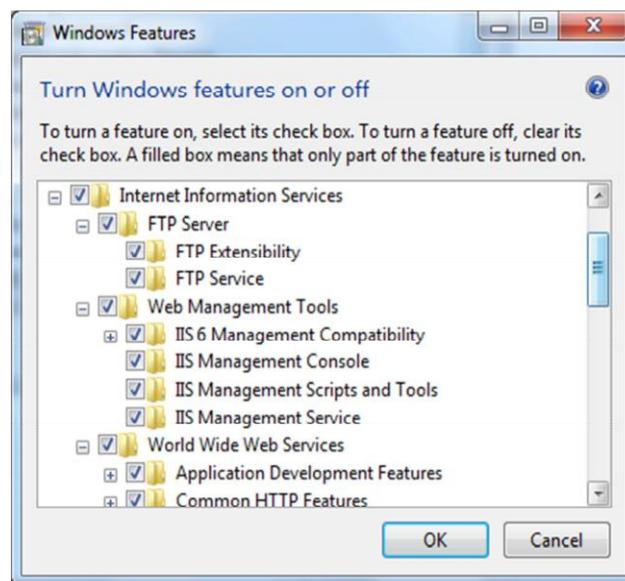 Windows Features
Turn Windows features on or off
To turn a feature on, select its check box. To turn a feature off, clear its
check box. A filled box means that only part of the feature is turned on.
Internet Information Services
FTP Server
FTP Extensibility
FTP Service
Web Management Tools
IIS 6 Management Compatibility
IIS Management Console
IIS Management Scripts and Tools
IIS Management Service
World Wide Web Services
Application Development Features
Common HTTP Features
OK Cancel